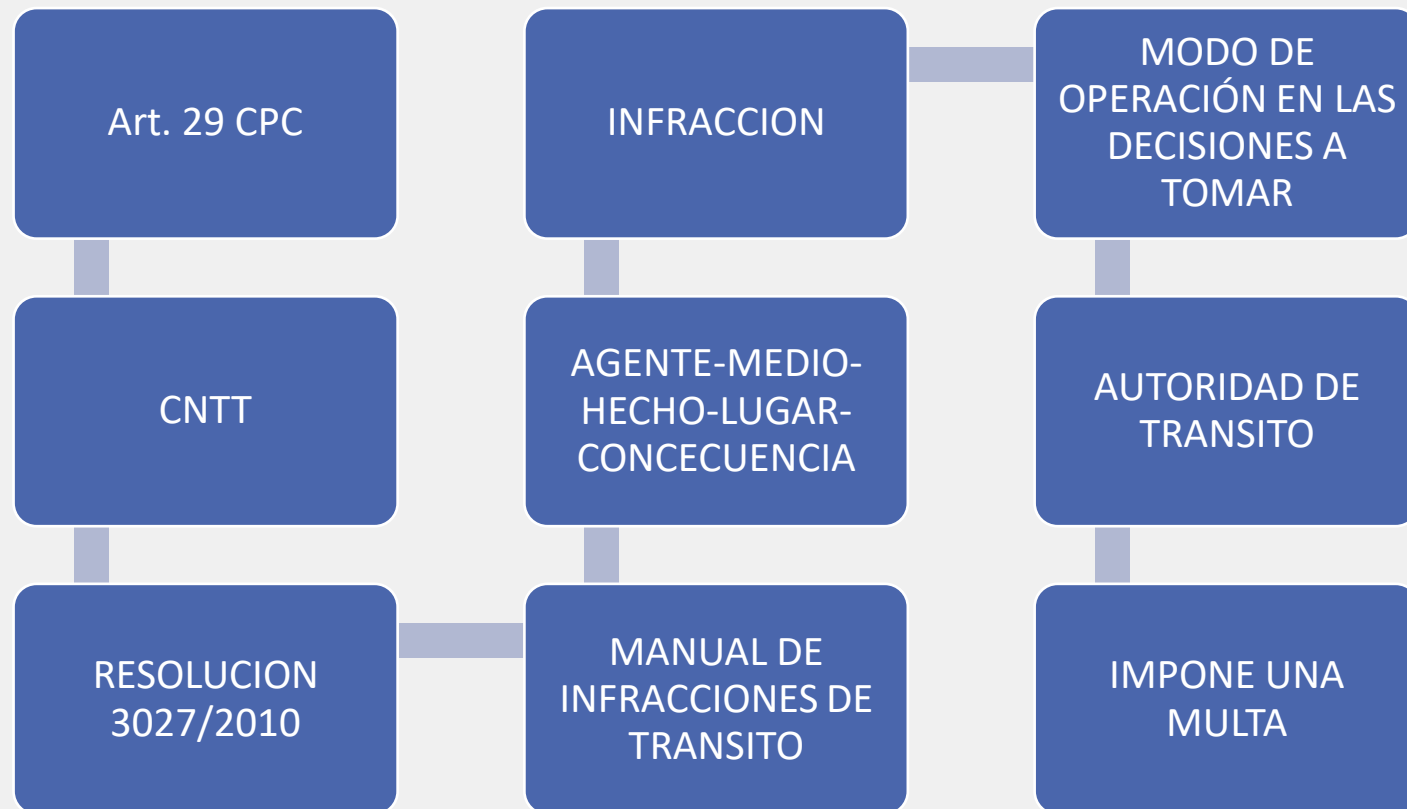 Art. 29 CPC
CNTT
RESOLUCION
3027/2010
MANUAL DE
INFRACCIONES DE
TRANSITO
AGENTE-MEDIO-
HECHO-LUGAR-
CONCECUENCIA
INFRACCION
MODO DE
OPERACIÓN EN LAS
DECISIONES A
TOMAR
AUTORIDAD DE
TRANSITO
IMPONE UNA
MULTA